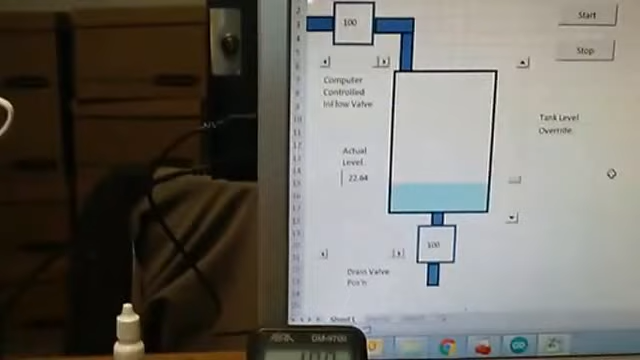 100
Start
Stop
Computer
Controlled
Inflow Valve
Tank Level
Override
Actual
Level
22.64
100
Drain Valve
Pos'n
Sheet1